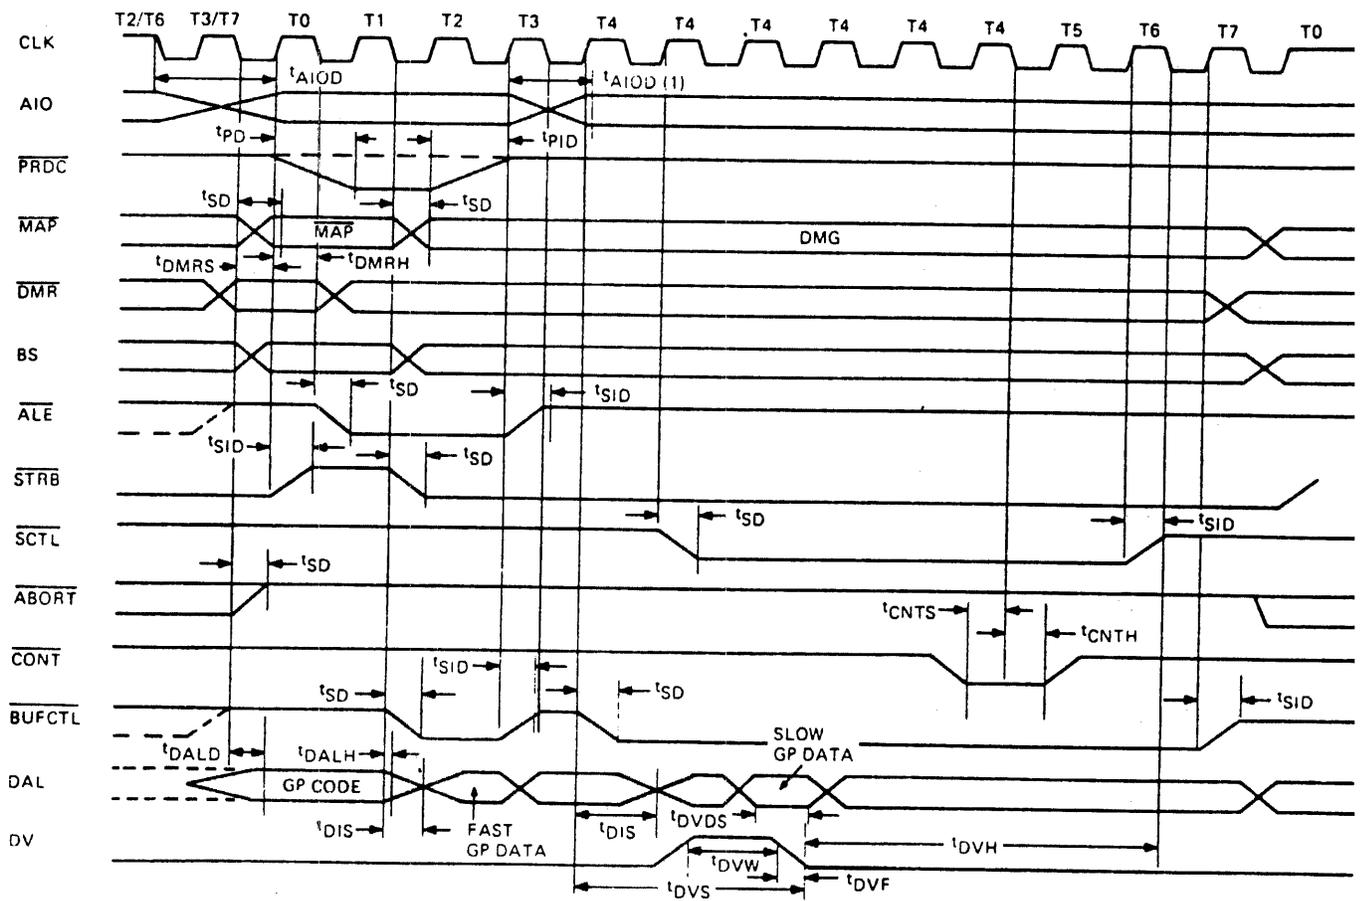 T2/T6 T3/T7 T0 T1 T2 T3 T4 T4 T4 T4 T4 T4 T5 T6 T7 T0
CLK
tAIOD tAIOD (1)
AIO
tPD tPID
PRDC
tSD tSD
MAP MAP DMG
tDMRS tDMRH
DMR
BS
tSD tSID
ALE
tSID tSD
STRB
tSD tSID
SCTL
tSD
ABORT
tCNTS
tCNTH
CONT
tSID
tSD tSD tSID
BUFCTL
SLOW
GP DATA
tDALD tDALH
DAL
GP CODE
tDIS FAST
GP DATA
tDIS tDVDS
DV
tDVH
tDVW
tDVS tDVF